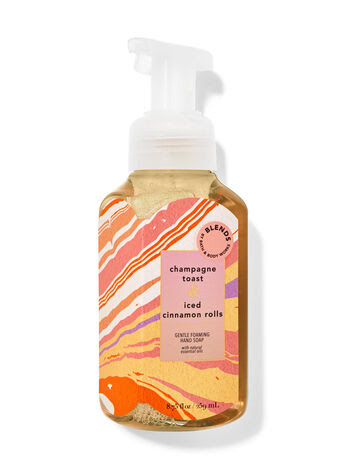 BLENDS
BY BATH & BODY WORKS
champagne
toast
&
iced
cinnamon rolls
GENTLE FOAMING
HAND SOAP
with natural
essential oils
8.75 fl oz / 259 mL